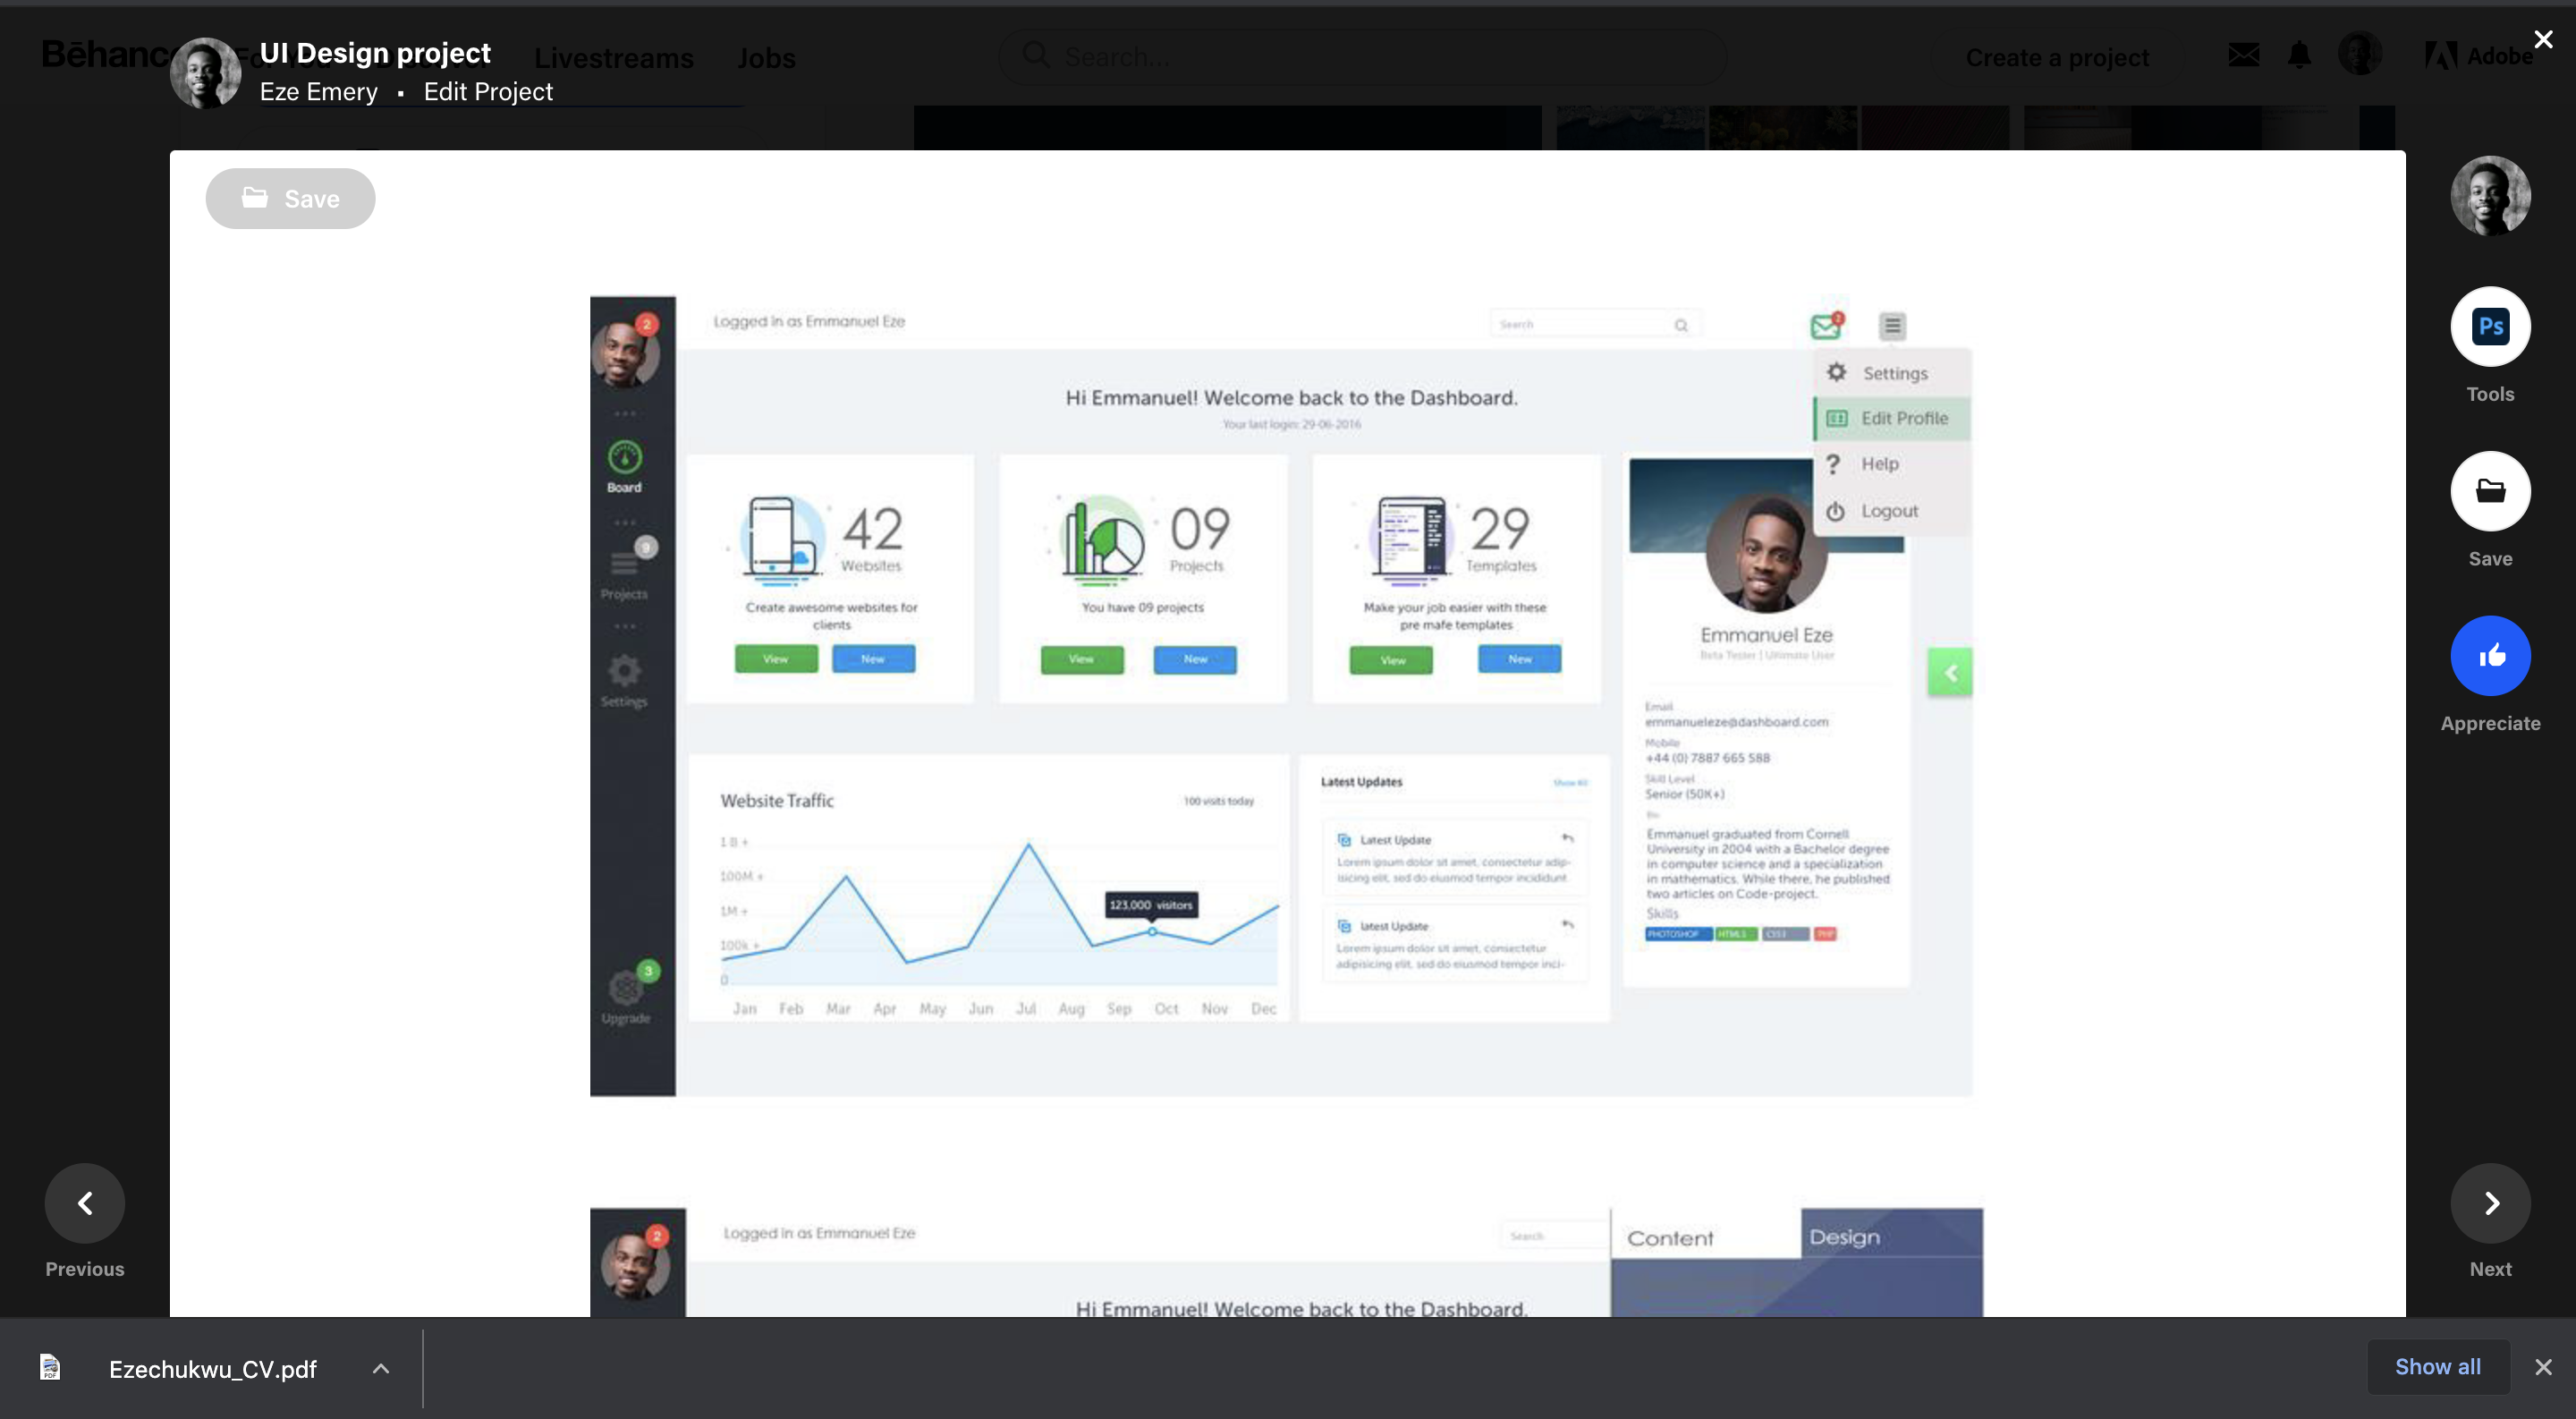 Bēhance
UI Design project
Livestreams
Jobs
Search...
Create a project
Adobe
Eze Emery • Edit Project
Save
Tools
Save
Appreciate
Logged in as Emmanuel Eze
Search
2
2
Hi Emmanuel! Welcome back to the Dashboard.
Your last login: 29-06-2016
Settings
Edit Profile
Help
Logout
Board
9
Projects
Settings
3
Upgrade
42
Websites
Create awesome websites for
clients
View New
09
Projects
You have 09 projects
View New
29
Templates
Make your job easier with these
pre mafe templates
View New
Emmanuel Eze
Beta Tester | Ultimate User
Email
emmanueleze@dashboard.com
Mobile
+44 (0) 7887 665 588
Skill Level
Senior (50K+)
Emmanuel graduated from Cornell
University in 2004 with a Bachelor degree
in computer science and a specialization
in mathematics. While there, he published
two articles on Code-project.
Skills
PHOTOSHOP HTML5 CSS3 PHP
Website Traffic
100 visits today
1 B +
100M +
1M +
100k +
0
123,000 visitors
Jan Feb Mar Apr May Jun Jul Aug Sep Oct Nov Dec
Latest Updates
Show All
Latest Update
Lorem ipsum dolor sit amet, consectetur adip-
isicing elit, sed do eiusmod tempor incididunt
latest Update
Lorem ipsum dolor sit amet, consectetur
adipisicing elit, sed do eiusmod tempor inci-
Previous
Next
2
Logged in as Emmanuel Eze
Search
Content
Design
Hi Emmanuel! Welcome back to the Dashboard.
Ps
PDF
Ezechukwu_CV.pdf
Show all